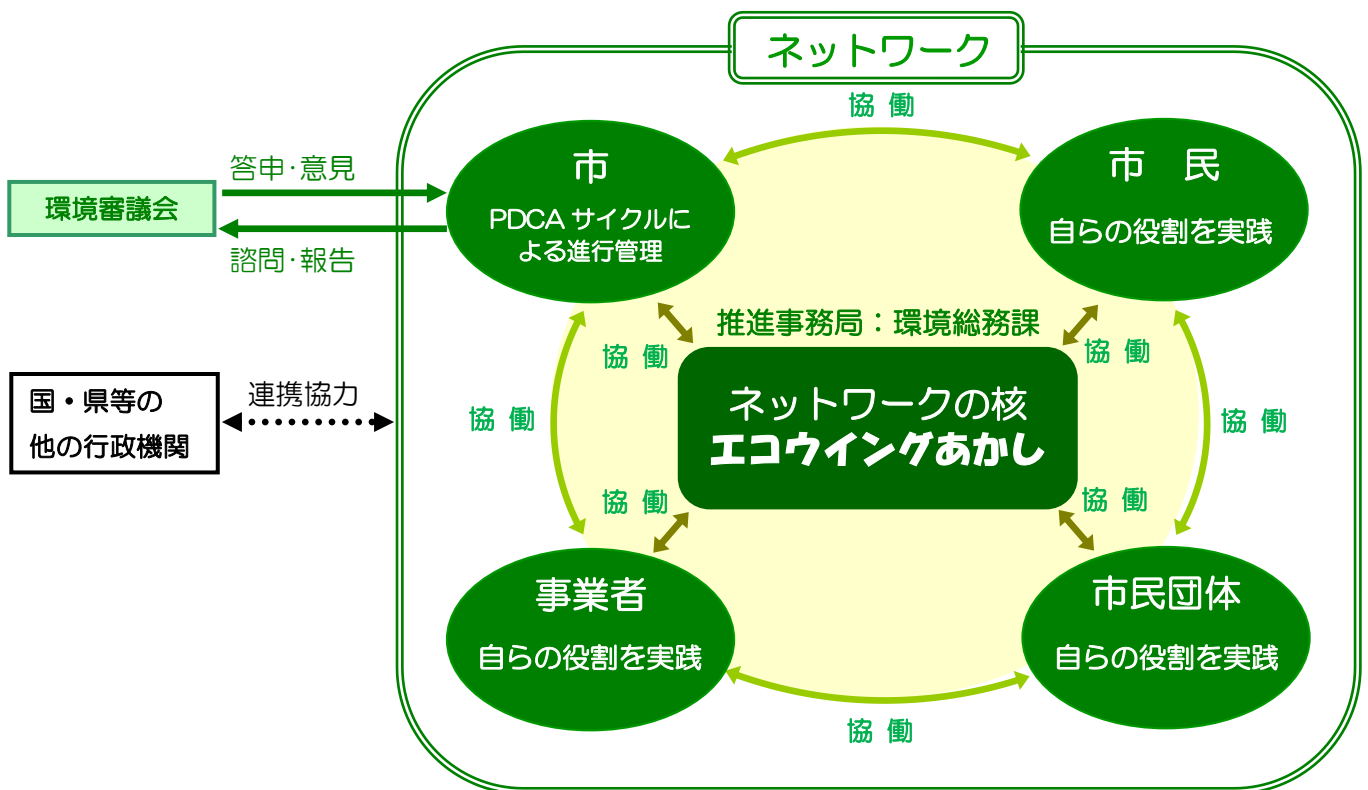 ネットワーク
協 働
答申・意見
環境審議会
諮問・報告
市
PDCA サイクルに
よる進行管理
市 民
自らの役割を実践
推進事務局:環境総務課
協 働
協 働
国・県等の
他の行政機関
連携協力
ネットワークの核
エコウイングあかし
協 働
協 働
協 働
協 働
事業者
自らの役割を実践
市民団体
自らの役割を実践
協 働